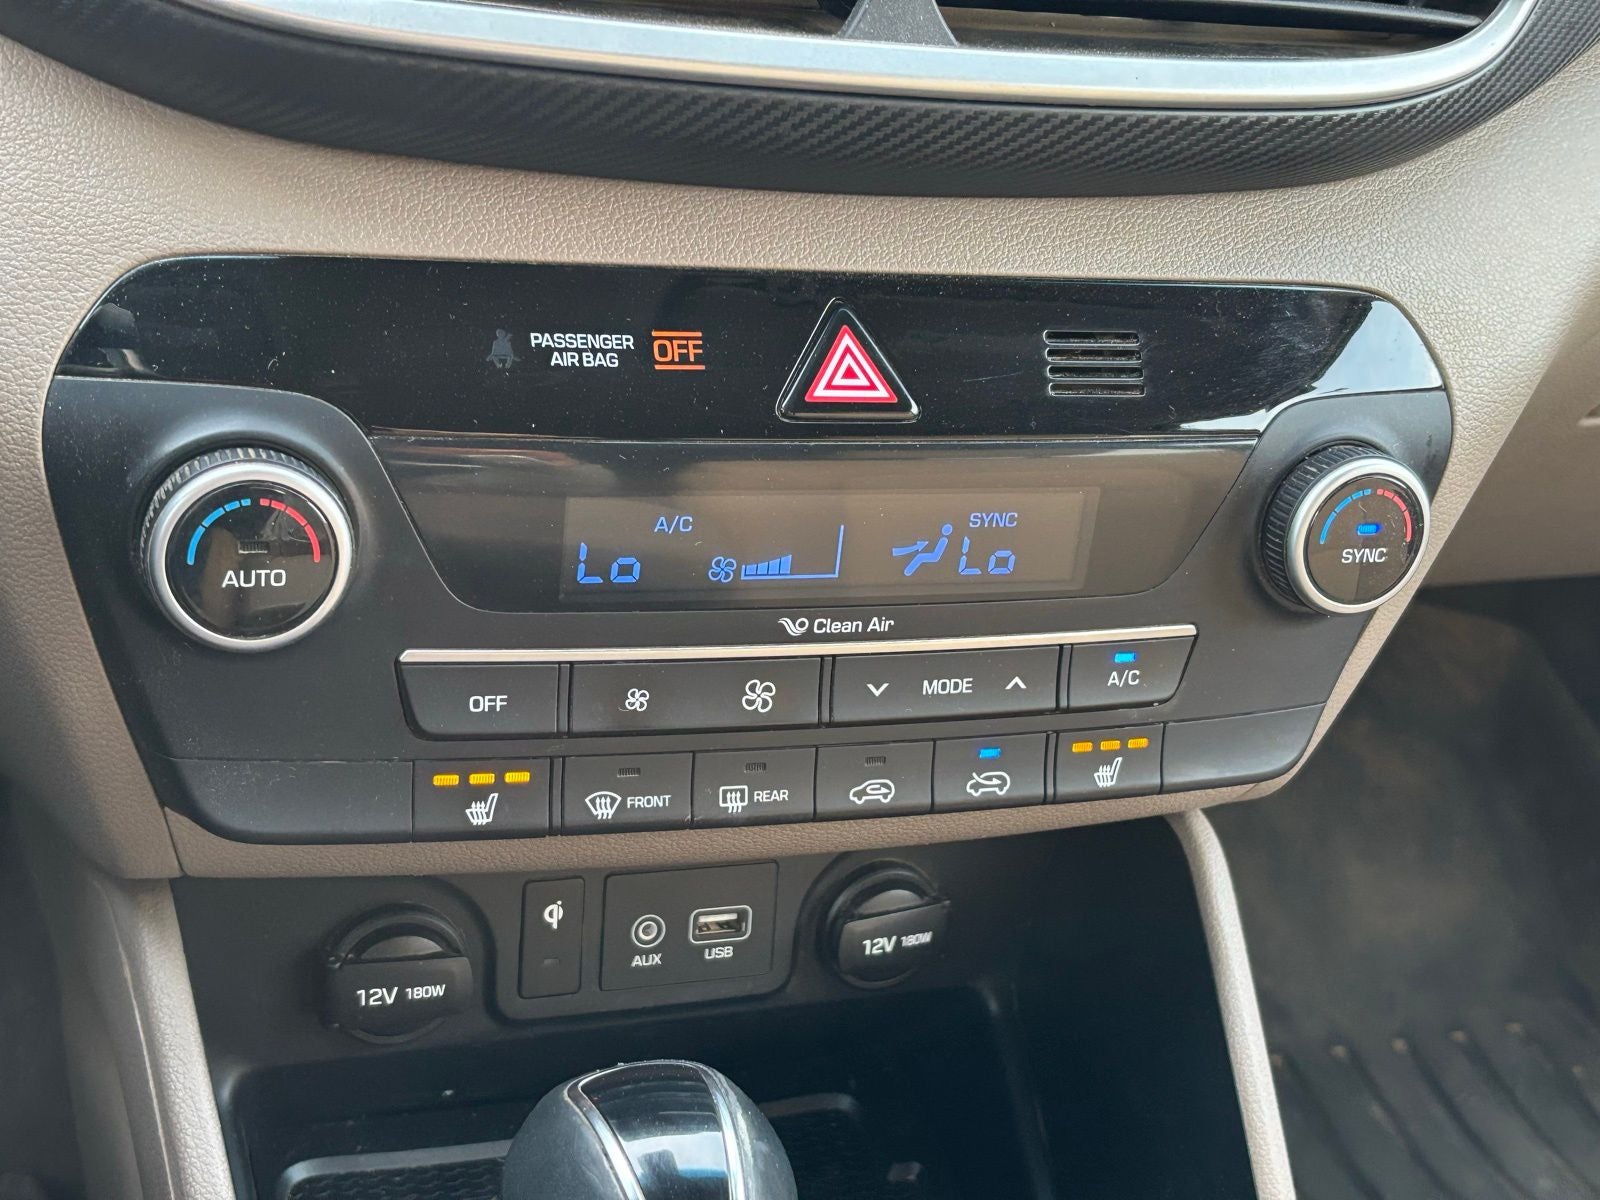 PASSENGER
AIR BAG
OFF
A/C
SYNC
Lo
Lo
AUTO
SYNC
Clean Air
OFF
MODE
A/C
FRONT
REAR
AUX
USB
12V 180W
12V 180W